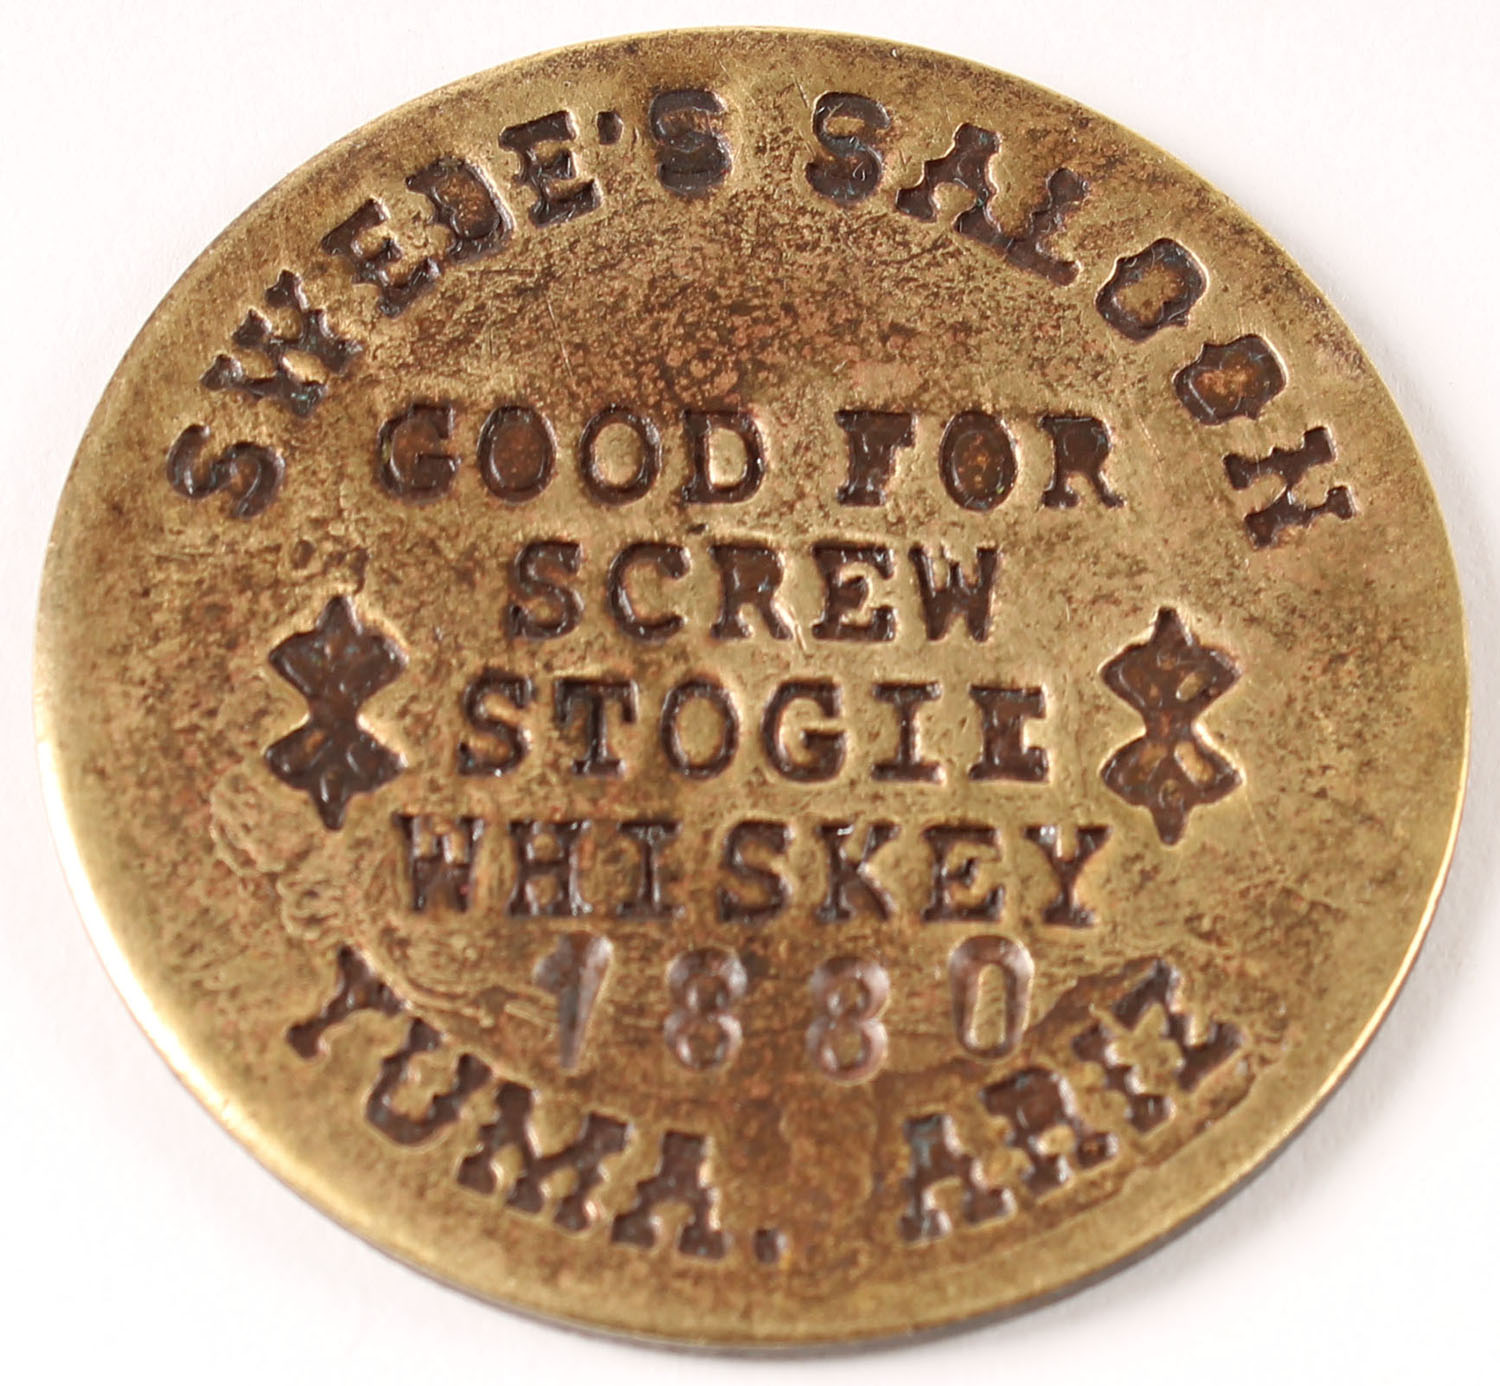 SWEDE'S SALOON
GOOD FOR
SCREW
STOGIE
WHISKEY
1880
YUMA. ARIZ